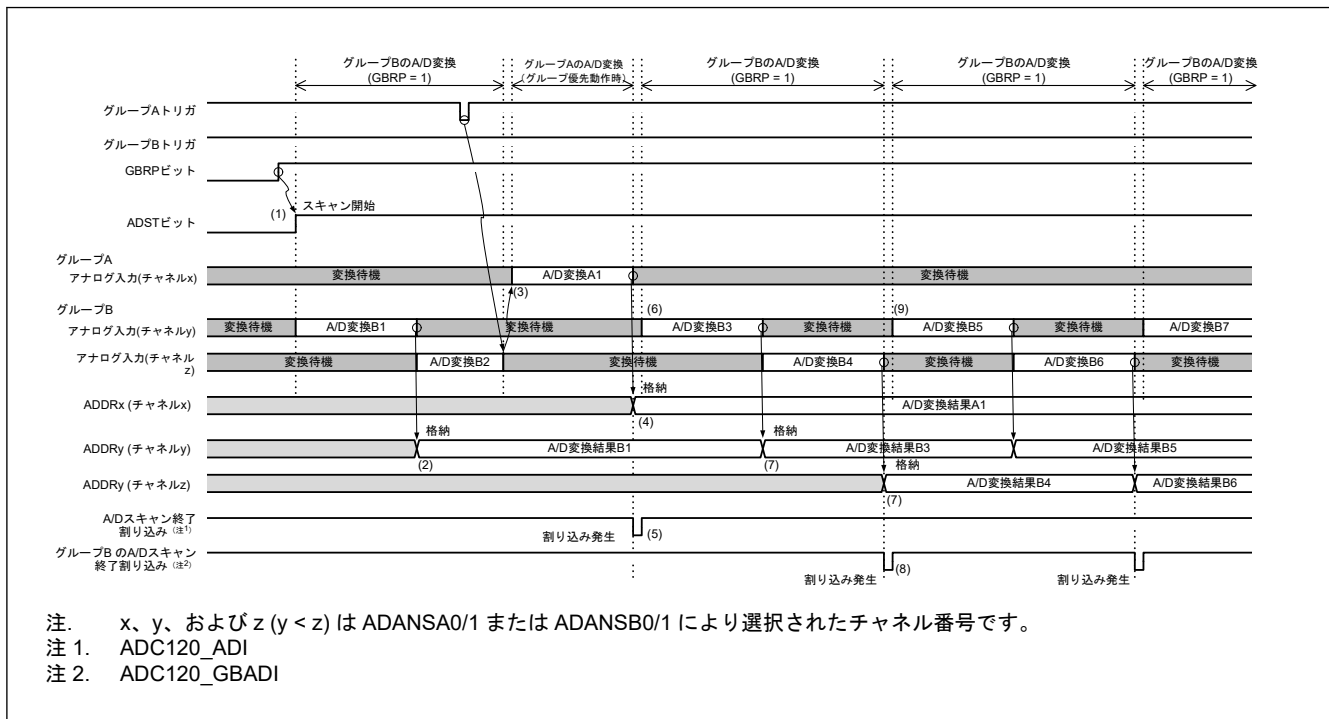 グループBのA/D変換
(GBRP = 1)
グループAのA/D変換
(グループ優先動作時)
グループBのA/D変換
(GBRP = 1)
グループBのA/D変換
(GBRP = 1)
グループBのA/D変換
(GBRP = 1)
グループAトリガ
グループBトリガ
GBRPビット
(1)
スキャン開始
ADSTビット
グループA
アナログ入力(チャネルx)
変換待機
A/D変換A1
変換待機
(3)
グループB
(6)
(9)
アナログ入力(チャネルy)
変換待機
A/D変換B1
変換待機
A/D変換B3
変換待機
A/D変換B5
変換待機
A/D変換B7
アナログ入力(チャネル
z)
変換待機
A/D変換B2
変換待機
A/D変換B4
変換待機
A/D変換B6
変換待機
格納
ADDRx (チャネルx)
A/D変換結果A1
(4)
格納
格納
ADDRy (チャネルy)
A/D変換結果B1
A/D変換結果B3
A/D変換結果B5
(2)
(7)
格納
ADDRy (チャネルz)
A/D変換結果B4
A/D変換結果B6
(7)
A/Dスキャン終了
割り込み (注1)
割り込み発生
(5)
グループB のA/Dスキャン
終了割り込み (注2)
(8)
割り込み発生
割り込み発生
注. x、y、および z (y < z) は ADANSA0/1 または ADANSB0/1 により選択されたチャネル番号です。
注 1. ADC120_ADI
注 2. ADC120_GBADI